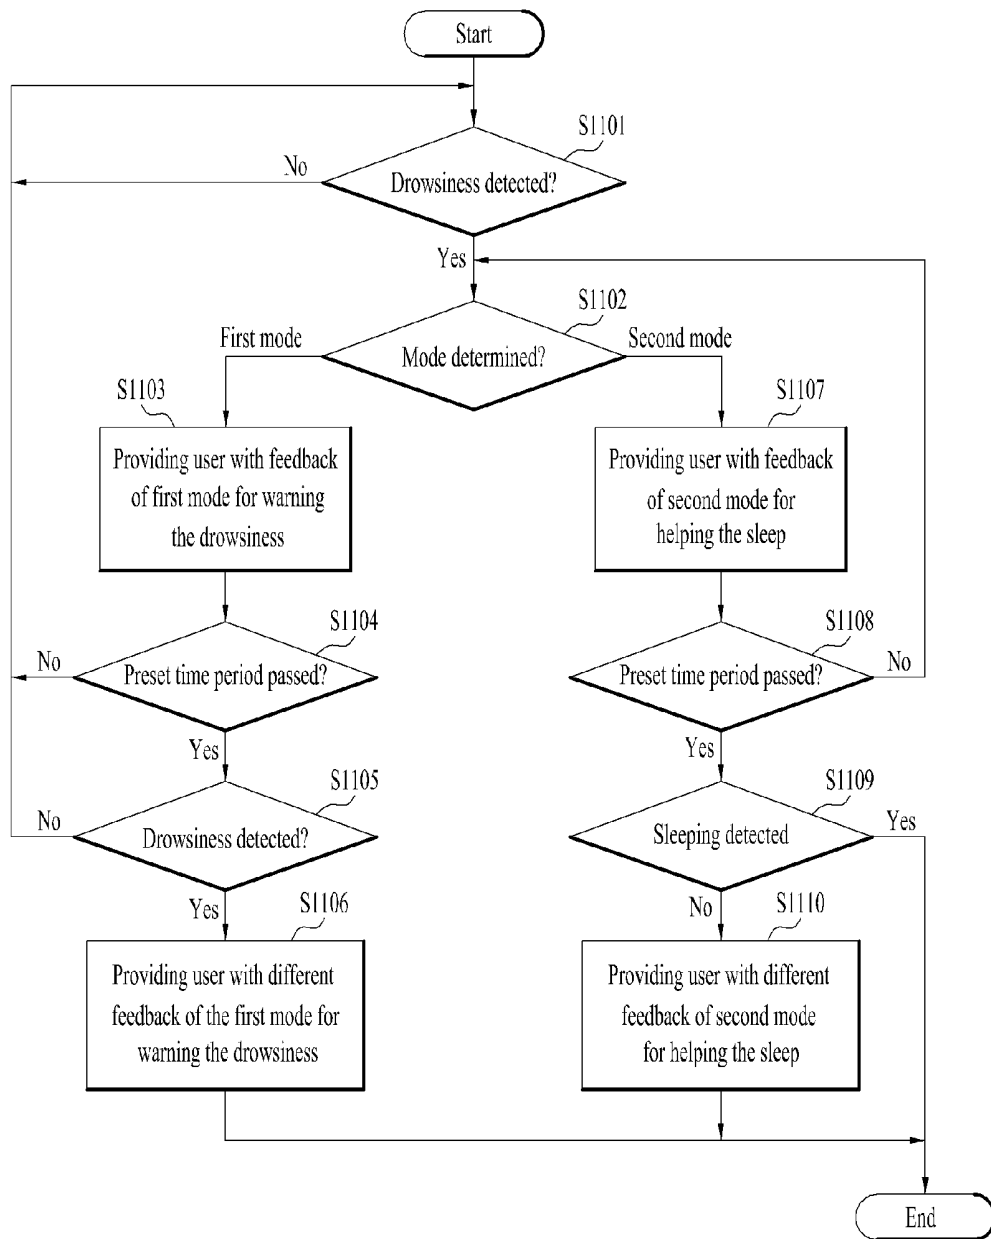 Start
S1101
No
Drowsiness detected?
Yes
S1102
First mode
Second mode
Mode determined?
S1103
S1107
Providing user with feedback
of first mode for warning
the drowsiness
Providing user with feedback
of second mode for
helping the sleep
S1104
S1108
No
Preset time period passed?
Preset time period passed?
No
Yes
Yes
S1105
S1109
No
Drowsiness detected?
Sleeping detected
Yes
Yes
S1106
No
S1110
Providing user with different
feedback of the first mode for
warning the drowsiness
Providing user with different
feedback of second mode
for helping the sleep
End